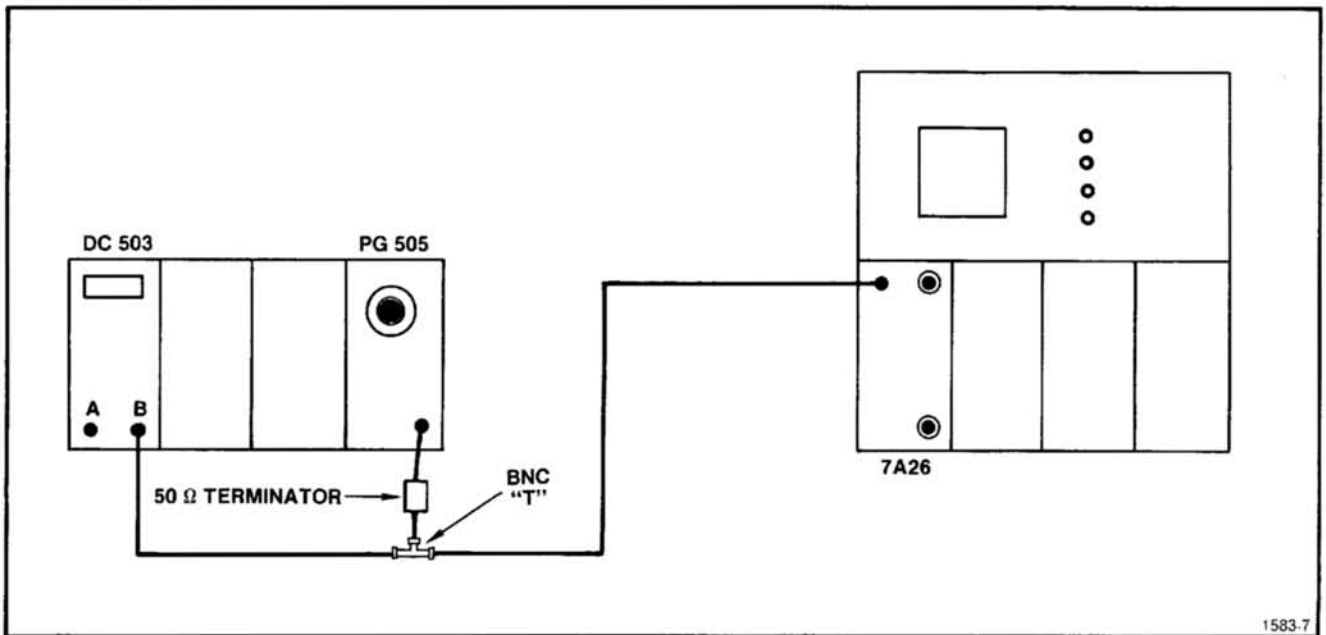 DC 503
PG 505
A B
7A26
50 Ω TERMINATOR
BNC
"T"
1583-7